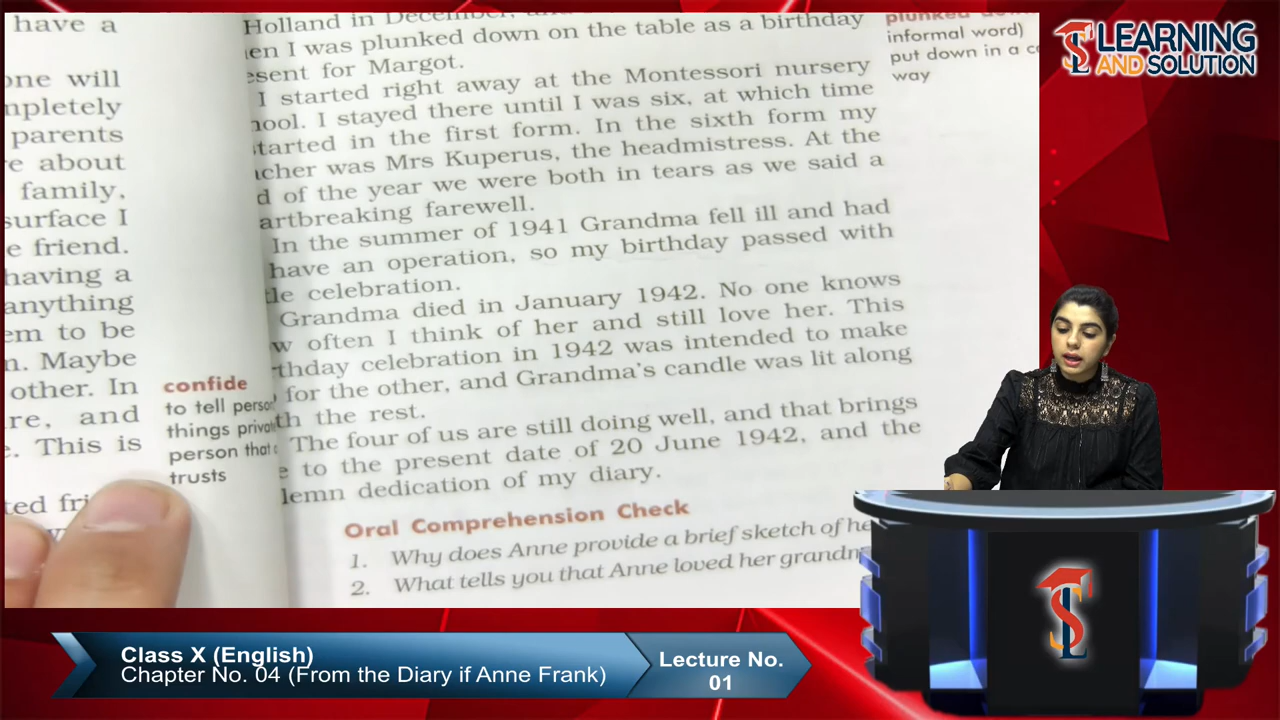 have a
one will
mpletely
parents
e about
family,
surface I
e friend.
having a
anything
em to be
n. Maybe
other. In
re, and
. This is
ted fri
confide
to tell person
things priva
person that
trusts
Holland in December,
en I was plunked down on the table as a birthday
esent for Margot.
I started right away at the Montessori nursery
hool. I stayed there until I was six, at which time
tarted in the first form. In the sixth form my
acher was Mrs Kuperus, the headmistress. At the
d of the year we were both in tears as we said a
artbreaking farewell.
In the summer of 1941 Grandma fell ill and had
have an operation, so my birthday passed with
tle celebration.
Grandma died in January 1942. No one knows
w often I think of her and still love her. This
rthday celebration in 1942 was intended to make
for the other, and Grandma's candle was lit along
th the rest.
The four of us are still doing well, and that brings
e to the present date of 20 June 1942, and the
lemn dedication of my diary.
Oral Comprehension Check
1. Why does Anne provide a brief sketch of he
2. What tells you that Anne loved her grandm
plunked
informal word)
put down in a c
way
LEARNING
AND SOLUTION
Class X (English)
Chapter No. 04 (From the Diary if Anne Frank)
Lecture No.
01